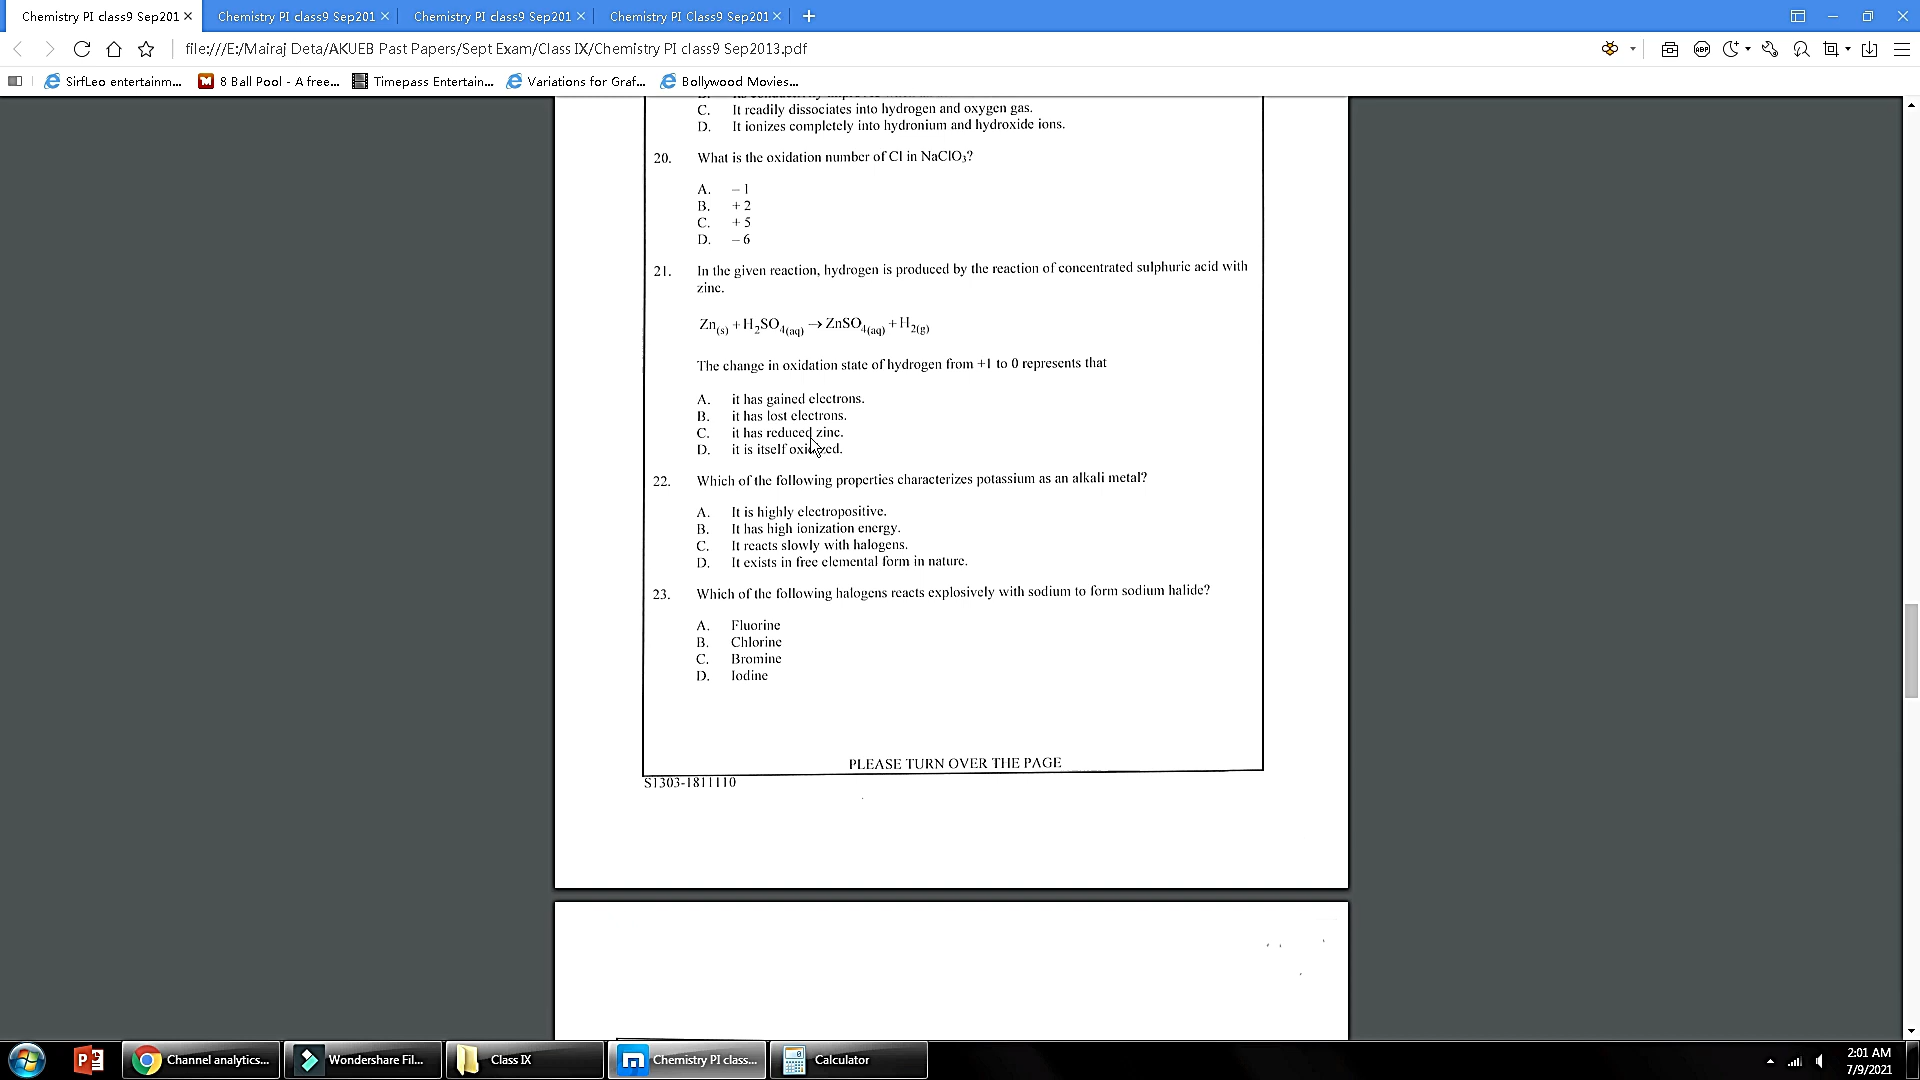 Chemistry PI class9 Sep201 Chemistry PI class9 Sep201 Chemistry PI class9 Sep201 Chemistry PI Class9 Sep201
file:///E:/Mairaj Deta/AKUEB Past Papers/Sept Exam/Class IX/Chemistry PI class9 Sep2013.pdf
ABP
SirfLeo entertainm... 8 Ball Pool - A free... Timepass Entertain... Variations for Graf... Bollywood Movies...
C. It readily dissociates into hydrogen and oxygen gas.
D. It ionizes completely into hydronium and hydroxide ions.
20. What is the oxidation number of Cl in NaClO₃?
A. – 1
B. + 2
C. + 5
D. – 6
21. In the given reaction, hydrogen is produced by the reaction of concentrated sulphuric acid with
zinc.
Zn(s) + H₂SO₄(aq) → ZnSO₄(aq) + H₂(g)
The change in oxidation state of hydrogen from +1 to 0 represents that
A. it has gained electrons.
B. it has lost electrons.
C. it has reduced zinc.
D. it is itself oxidized.
22. Which of the following properties characterizes potassium as an alkali metal?
A. It is highly electropositive.
B. It has high ionization energy.
C. It reacts slowly with halogens.
D. It exists in free elemental form in nature.
23. Which of the following halogens reacts explosively with sodium to form sodium halide?
A. Fluorine
B. Chlorine
C. Bromine
D. Iodine
PLEASE TURN OVER THE PAGE
S1303-1811110
Channel analytics... Wondershare Fil... Class IX Chemistry PI class... Calculator
2:01 AM
7/9/2021